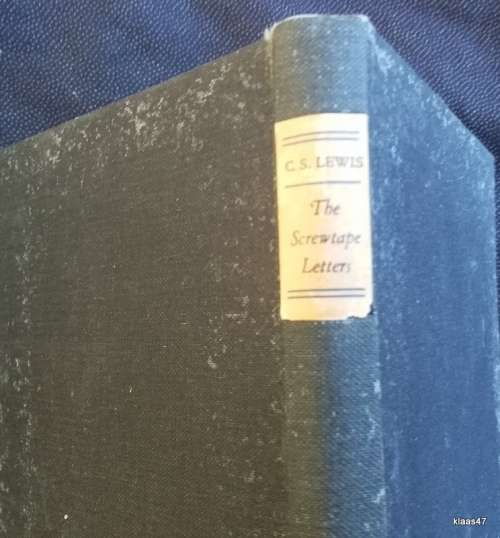 C. S. LEWIS
The
Screwtape
Letters
klaas47